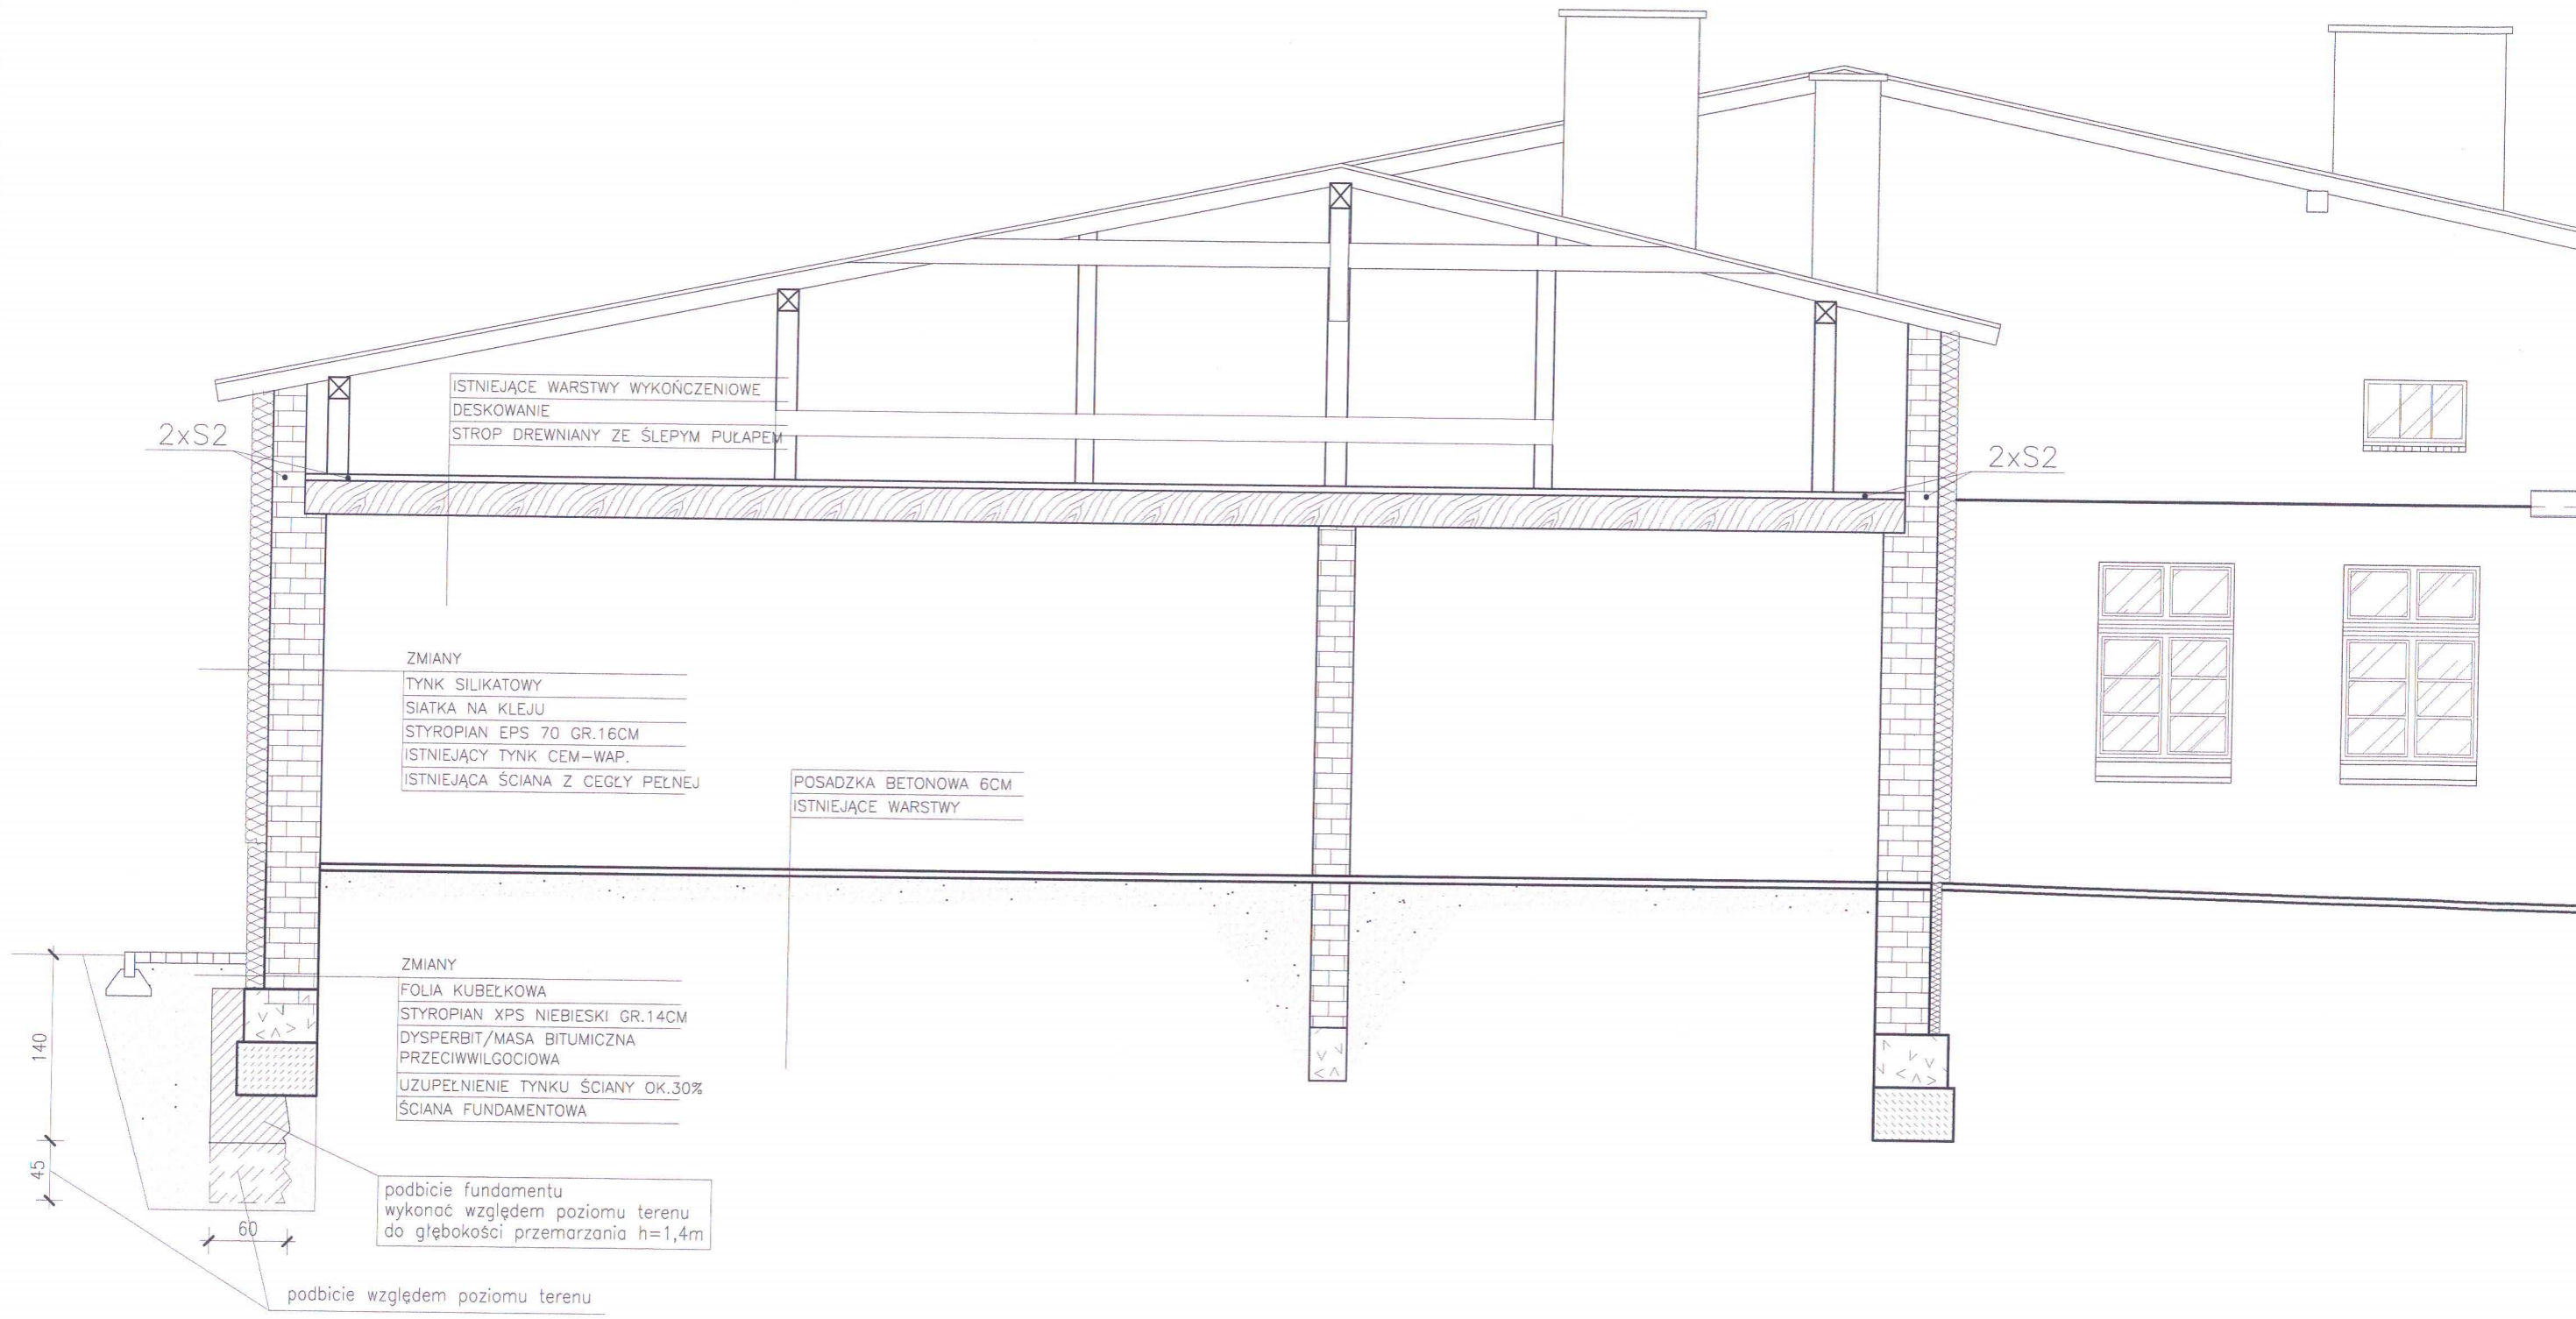 2xS2
ISTNIEJĄCE WARSTWY WYKOŃCZENIOWE
DESKOWANIE
STROP DREWNIANY ZE ŚLEPYM PUŁAPEM
2xS2
ZMIANY
TYNK SILIKATOWY
SIATKA NA KLEJU
STYROPIAN EPS 70 GR.16CM
ISTNIEJĄCY TYNK CEM-WAP.
ISTNIEJĄCA ŚCIANA Z CEGŁY PEŁNEJ
POSADZKA BETONOWA 6CM
ISTNIEJĄCE WARSTWY
ZMIANY
FOLIA KUBEŁKOWA
STYROPIAN XPS NIEBIESKI GR.14CM
DYSPERBIT/MASA BITUMICZNA
PRZECIWWILGOCIOWA
UZUPEŁNIENIE TYNKU ŚCIANY OK.30%
ŚCIANA FUNDAMENTOWA
140
45
60
podbicie fundamentu
wykonać względem poziomu terenu
do głębokości przemarzania h=1,4m
podbicie względem poziomu terenu